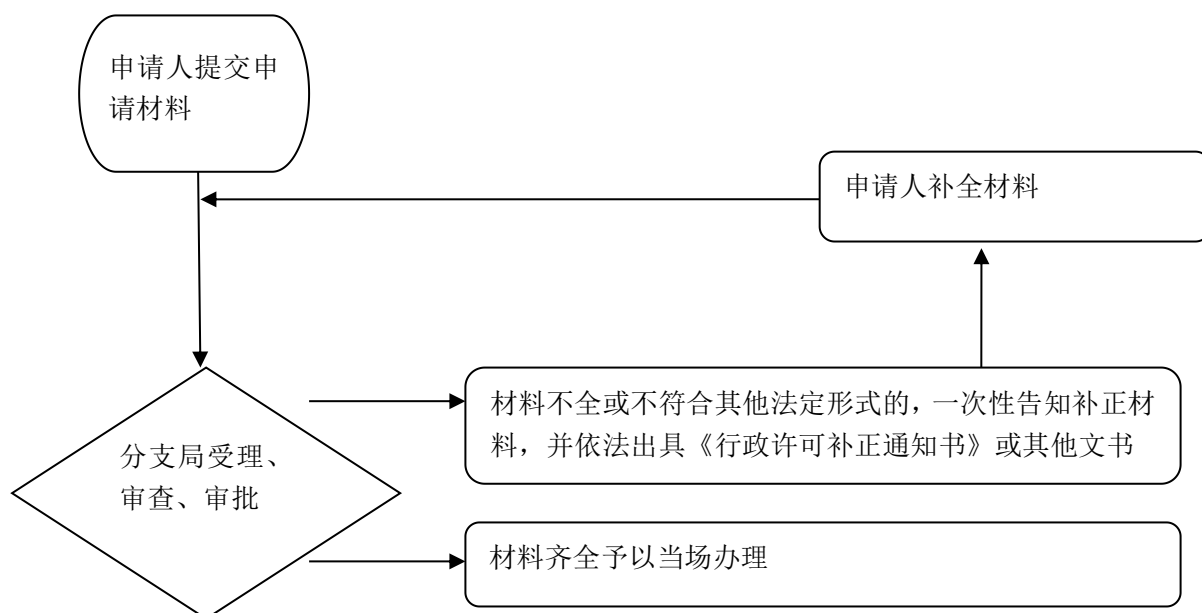 申请人提交申
请材料
申请人补全材料
材料不全或不符合其他法定形式的，一次性告知补正材
料，并依法出具《行政许可补正通知书》或其他文书
分支局受理、
审查、审批
材料齐全予以当场办理